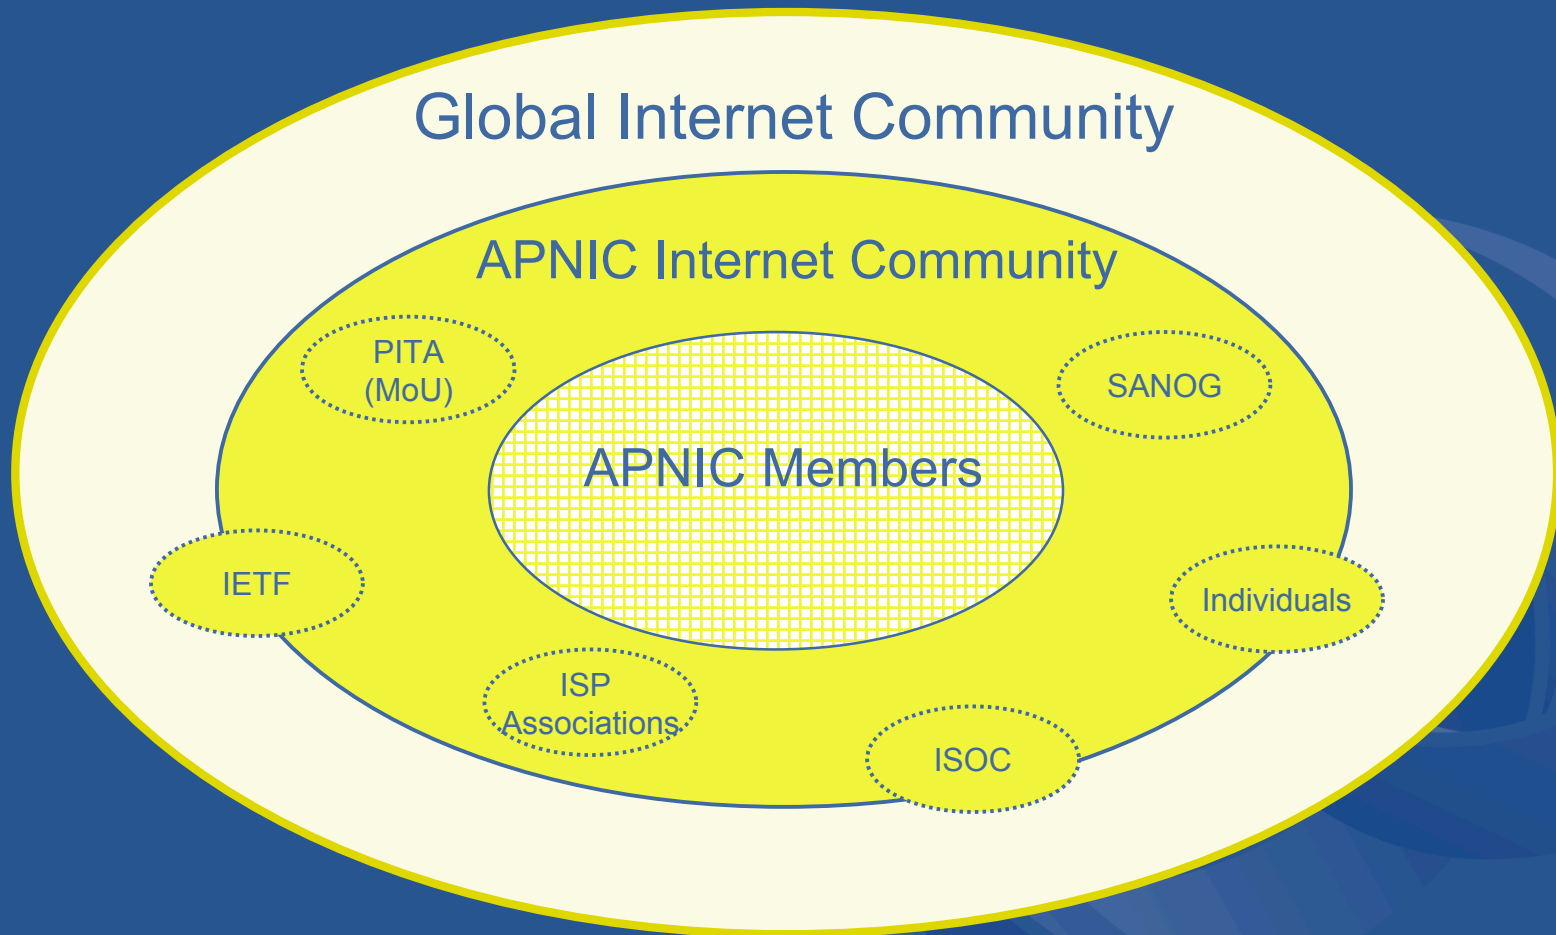 Global Internet Community
APNIC Internet Community
PITA
(MoU)
SANOG
APNIC Members
IETF
Individuals
ISP
Associations
ISOC